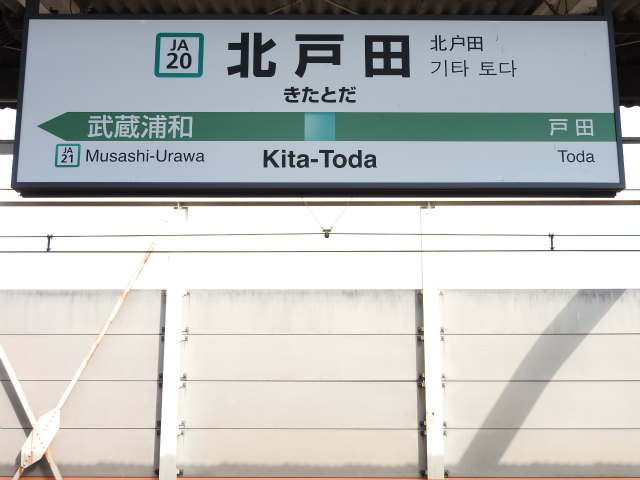 JA 20 北戸田 北户田
기타 토다
きたとだ
武蔵浦和 戸田
JA 21 Musashi-Urawa Kita-Toda Toda